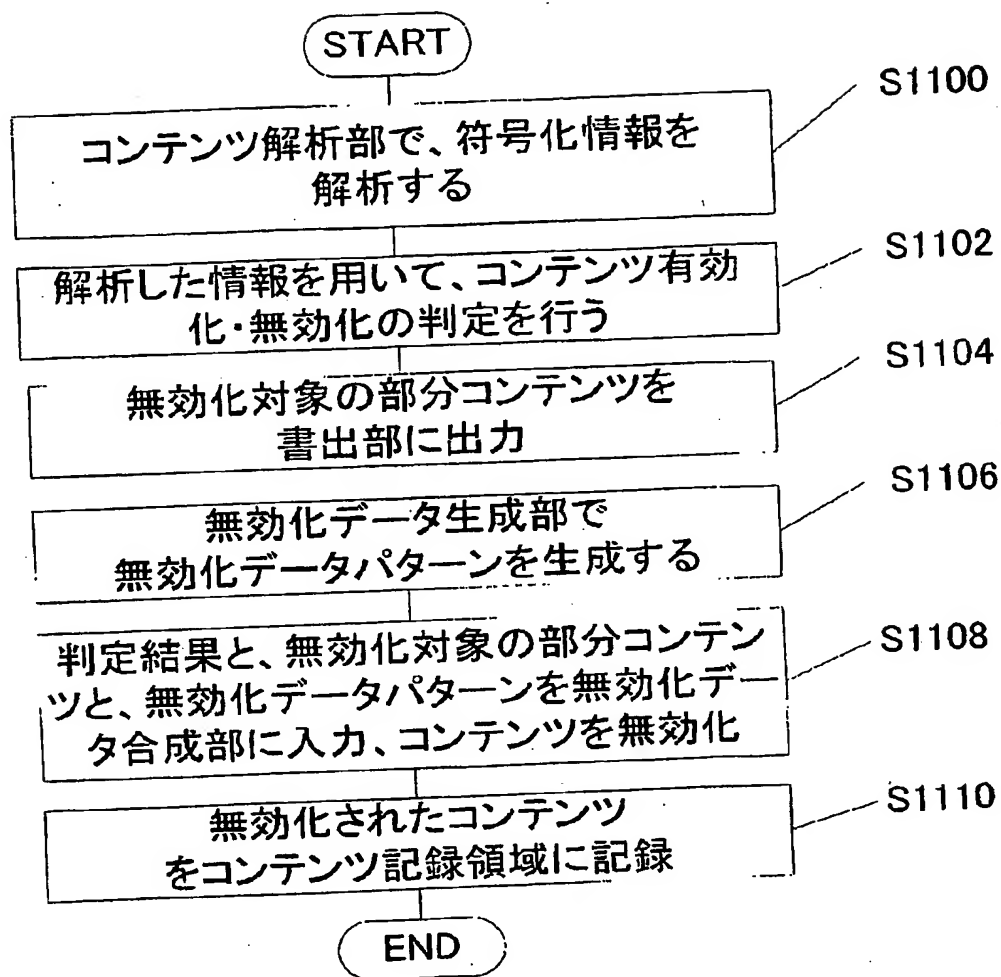 START
S1100
コンテンツ解析部で、符号化情報を
解析する
S1102
解析した情報を用いて、コンテンツ有効
化・無効化の判定を行う
S1104
無効化対象の部分コンテンツを
書出部に出力
S1106
無効化データ生成部で
無効化データパターンを生成する
S1108
判定結果と、無効化対象の部分コンテン
ツと、無効化データパターンを無効化デー
タ合成部に入力、コンテンツを無効化
S1110
無効化されたコンテンツ
をコンテンツ記録領域に記録
END